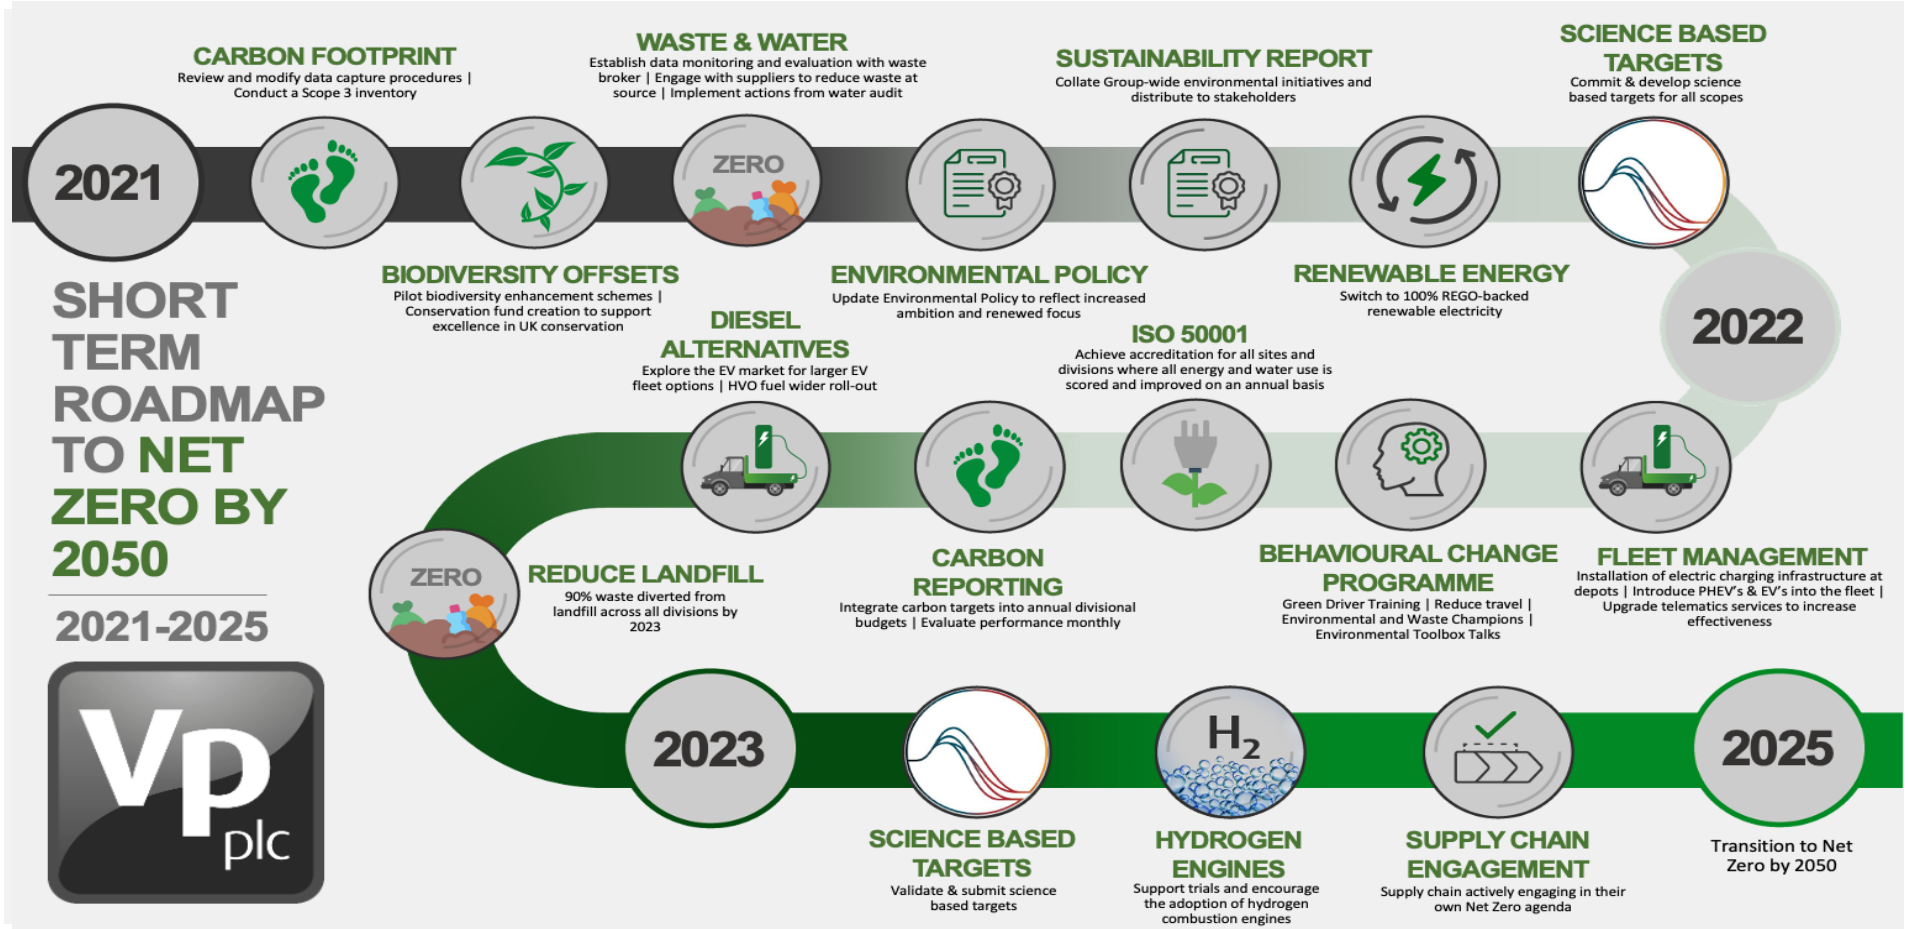 CARBON FOOTPRINT
Review and modify data capture procedures |
Conduct a Scope 3 inventory
WASTE & WATER
Establish data monitoring and evaluation with waste
broker | Engage with suppliers to reduce waste at
source | Implement actions from water audit
SUSTAINABILITY REPORT
Collate Group-wide environmental initiatives and
distribute to stakeholders
SCIENCE BASED
TARGETS
Commit & develop science
based targets for all scopes
2021
ZERO
BIODIVERSITY OFFSETS
Pilot biodiversity enhancement schemes |
Conservation fund creation to support
excellence in UK conservation
ENVIRONMENTAL POLICY
Update Environmental Policy to reflect increased
ambition and renewed focus
RENEWABLE ENERGY
Switch to 100% REGO-backed
renewable electricity
2022
SHORT
TERM
ROADMAP
TO NET
ZERO BY
2050
2021-2025
Vp
plc
DIESEL
ALTERNATIVES
Explore the EV market for larger EV
fleet options | HVO fuel wider roll-out
ISO 50001
Achieve accreditation for all sites and
divisions where all energy and water use is
scored and improved on an annual basis
ZERO
REDUCE LANDFILL
90% waste diverted from
landfill across all divisions by
2023
CARBON
REPORTING
Integrate carbon targets into annual divisional
budgets | Evaluate performance monthly
BEHAVIOURAL CHANGE
PROGRAMME
Green Driver Training | Reduce travel |
Environmental and Waste Champions |
Environmental Toolbox Talks
FLEET MANAGEMENT
Installation of electric charging infrastructure at
depots | Introduce PHEV's & EV's into the fleet |
Upgrade telematics services to increase
effectiveness
2023
H2
2025
SCIENCE BASED
TARGETS
Validate & submit science
based targets
HYDROGEN
ENGINES
Support trials and encourage
the adoption of hydrogen
combustion engines
SUPPLY CHAIN
ENGAGEMENT
Supply chain actively engaging in their
own Net Zero agenda
Transition to Net
Zero by 2050